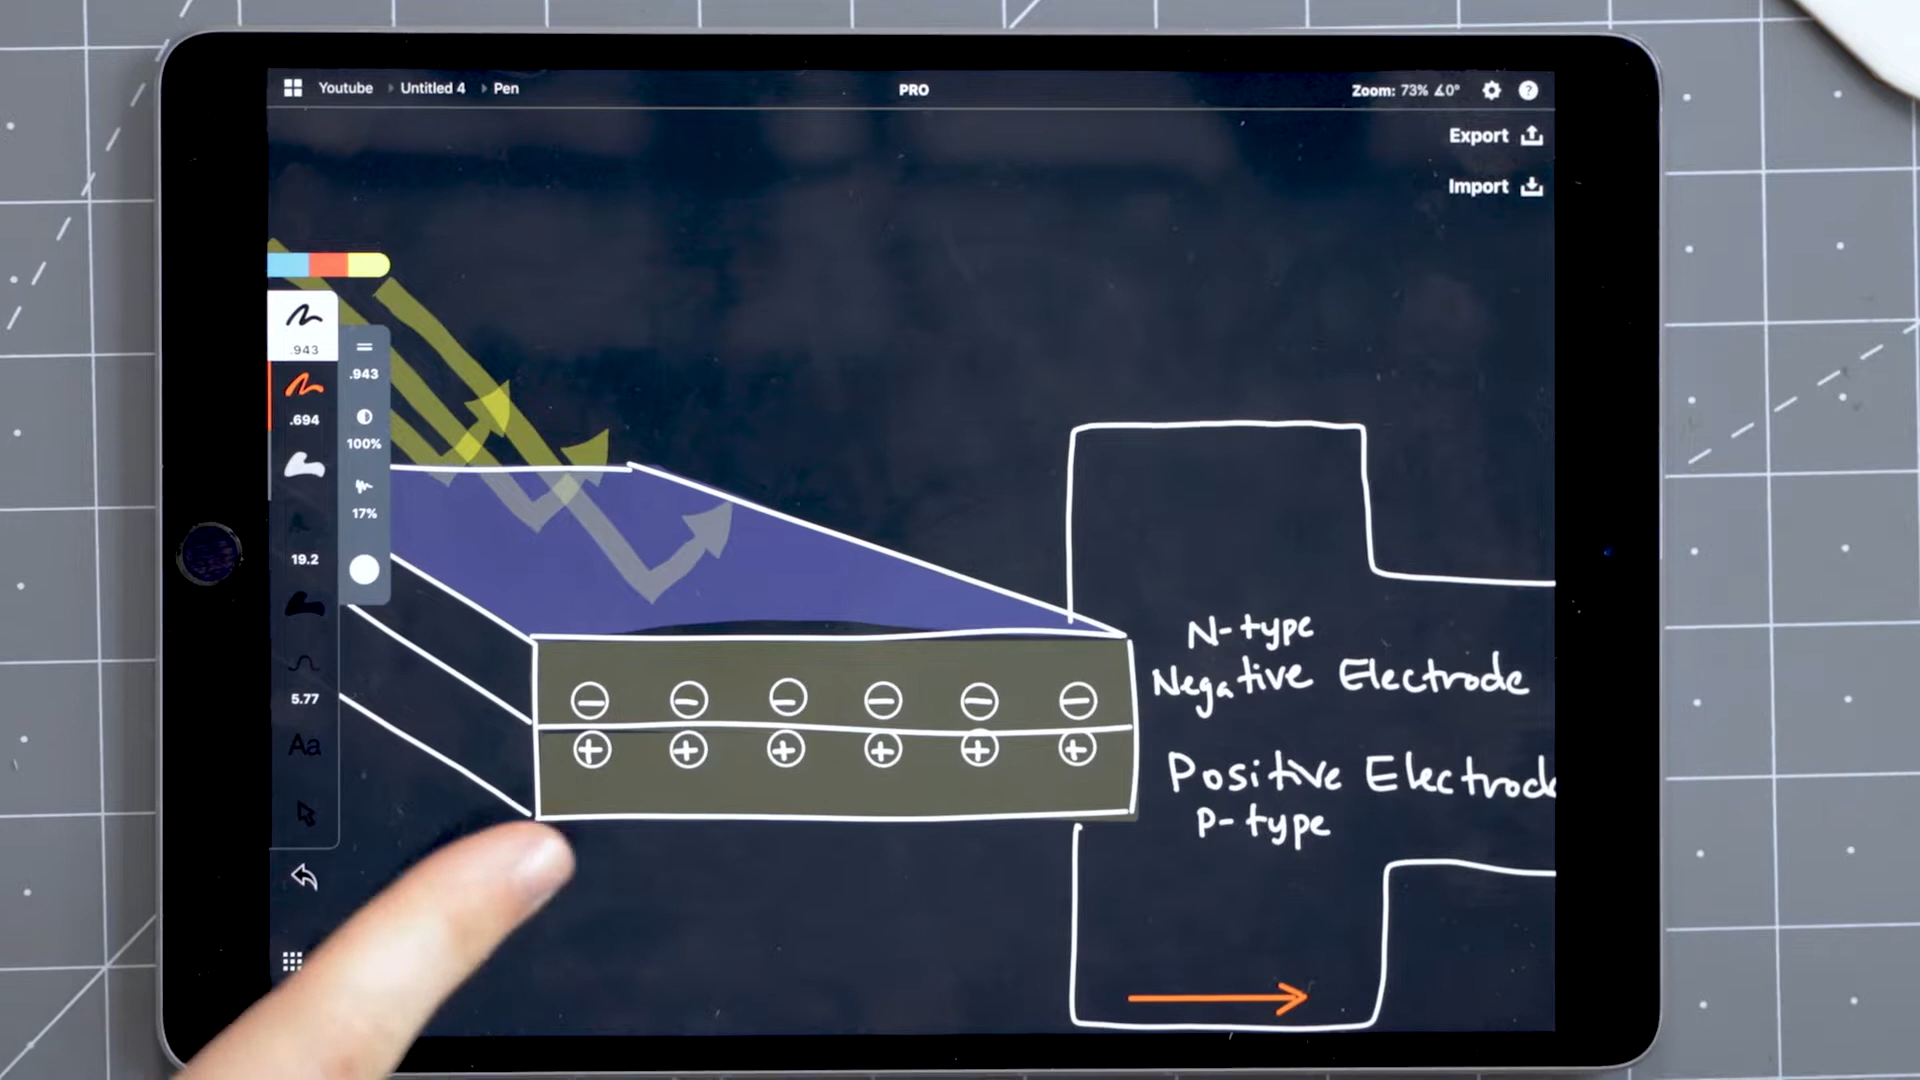 Youtube Untitled 4 Pen
PRO
Zoom: 73% ∡0°
Export
Import
.943
.943
.694
100%
17%
19.2
5.77
Aa
N-type
Negative Electrode
Positive Electrod
P-type